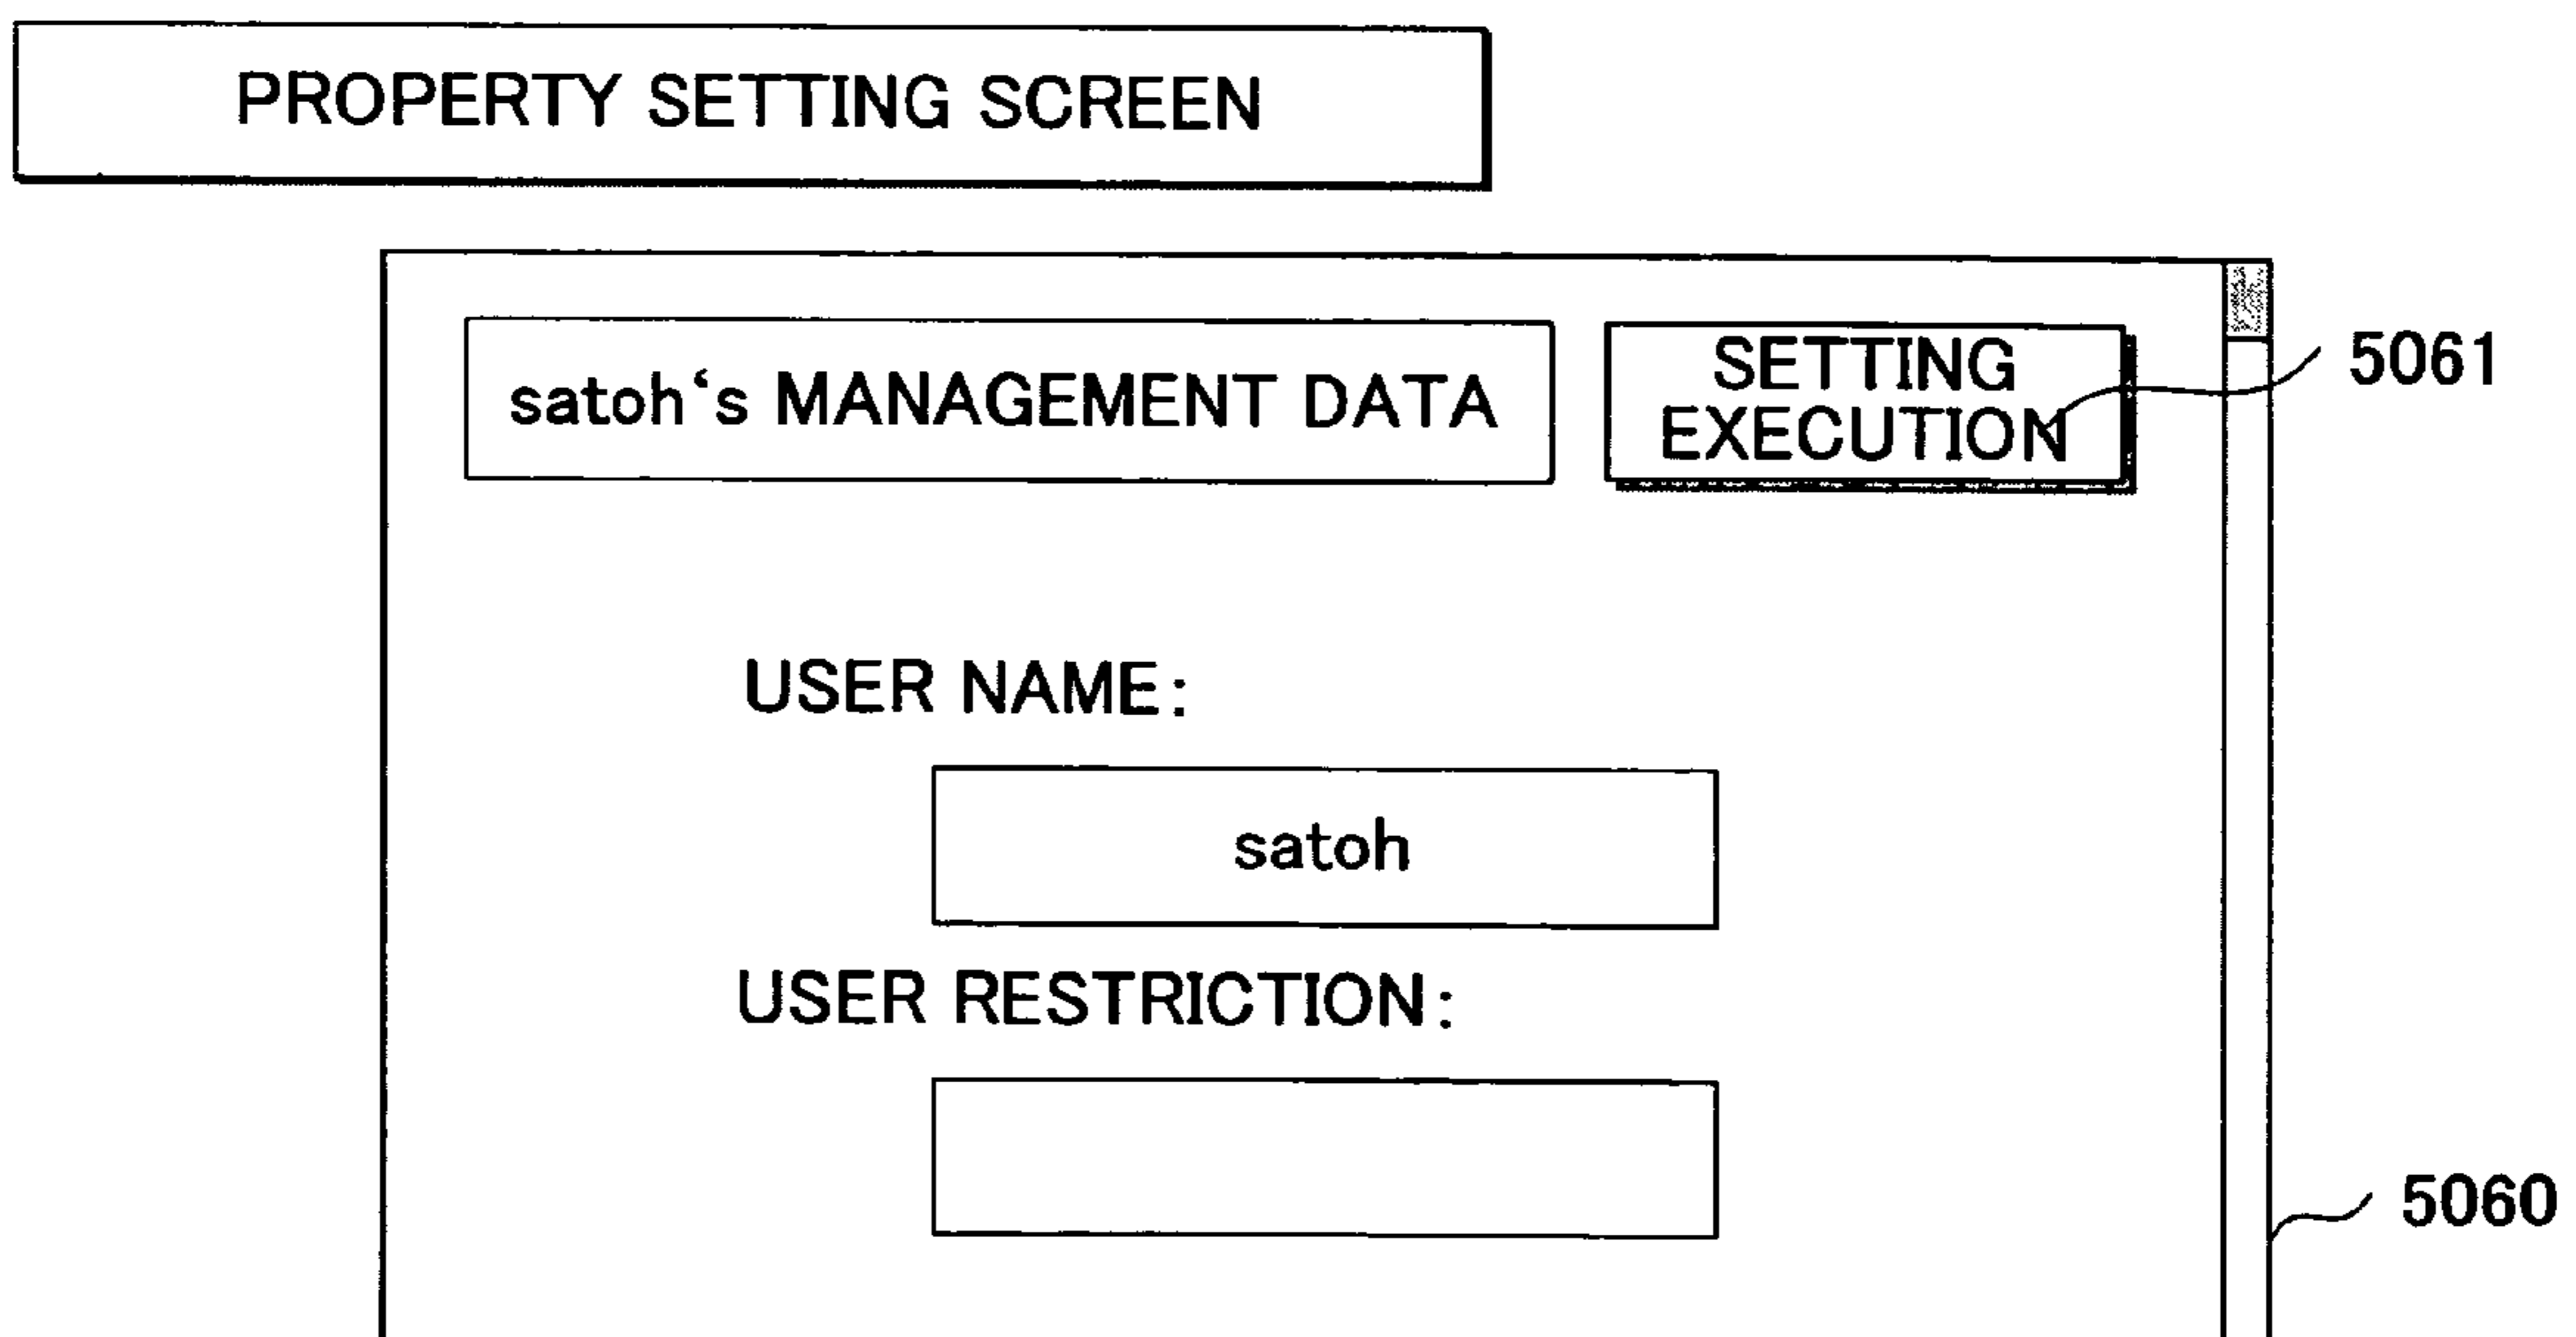 PROPERTY SETTING SCREEN
satoh‘s MANAGEMENT DATA
SETTING
EXECUTION
5061
USER NAME:
satoh
USER RESTRICTION:
5060